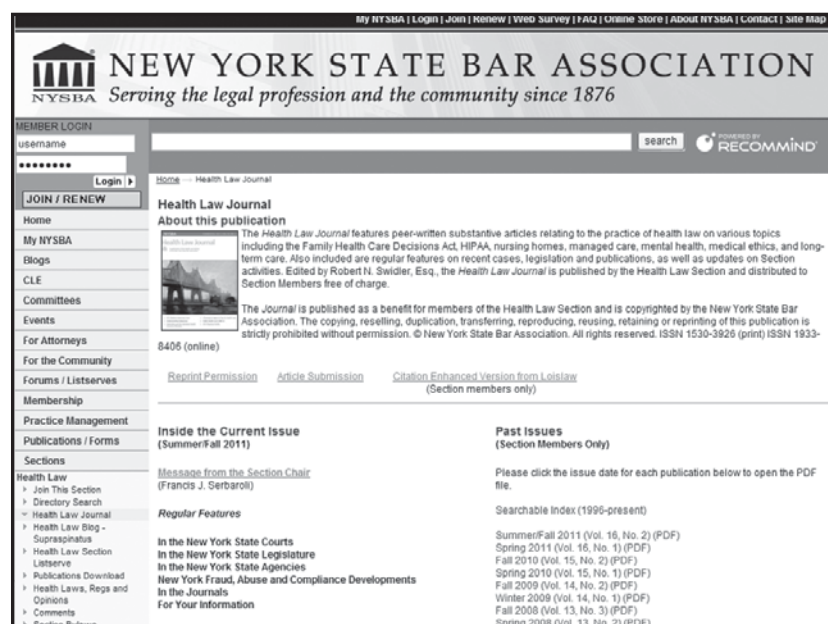 My NYSBA | Login | Join | Renew | Web Survey | FAQ | Online Store | About NYSBA | Contact | Site Map
NYSBA
NEW YORK STATE BAR ASSOCIATION
Serving the legal profession and the community since 1876
MEMBER LOGIN
username
Login
JOIN / RENEW
Home
My NYSBA
Blogs
CLE
Committees
Events
For Attorneys
For the Community
Forums / Listserves
Membership
Practice Management
Publications / Forms
Sections
Health Law
Join This Section
Directory Search
Health Law Journal
Health Law Blog -
Supraspinatus
Health Law Section
Listserve
Publications Download
Health Laws, Regs and
Opinions
Comments
Section Bylaws
search
POWERED BY
RECOMMIND
Home --- Health Law Journal
Health Law Journal
About this publication
Health Law Journal
The Health Law Journal features peer-written substantive articles relating to the practice of health law on various topics
including the Family Health Care Decisions Act, HIPAA, nursing homes, managed care, mental health, medical ethics, and long-
term care. Also included are regular features on recent cases, legislation and publications, as well as updates on Section
activities. Edited by Robert N. Swidler, Esq., the Health Law Journal is published by the Health Law Section and distributed to
Section Members free of charge.
The Journal is published as a benefit for members of the Health Law Section and is copyrighted by the New York State Bar
Association. The copying, reselling, duplication, transferring, reproducing, reusing, retaining or reprinting of this publication is
strictly prohibited without permission. © New York State Bar Association. All rights reserved. ISSN 1530-3926 (print) ISSN 1933-
8406 (online)
Reprint Permission Article Submission Citation Enhanced Version from Loislaw
(Section members only)
Inside the Current Issue
(Summer/Fall 2011)
Message from the Section Chair
(Francis J. Serbaroli)
Regular Features
In the New York State Courts
In the New York State Legislature
In the New York State Agencies
New York Fraud, Abuse and Compliance Developments
In the Journals
For Your Information
Past Issues
(Section Members Only)
Please click the issue date for each publication below to open the PDF
file.
Searchable Index (1996-present)
Summer/Fall 2011 (Vol. 16, No. 2) (PDF)
Spring 2011 (Vol. 16, No. 1) (PDF)
Fall 2010 (Vol. 15, No. 2) (PDF)
Spring 2010 (Vol. 15, No. 1) (PDF)
Fall 2009 (Vol. 14, No. 2) (PDF)
Winter 2009 (Vol. 14, No. 1) (PDF)
Fall 2008 (Vol. 13, No. 3) (PDF)
Spring 2008 (Vol. 13, No. 2) (PDF)